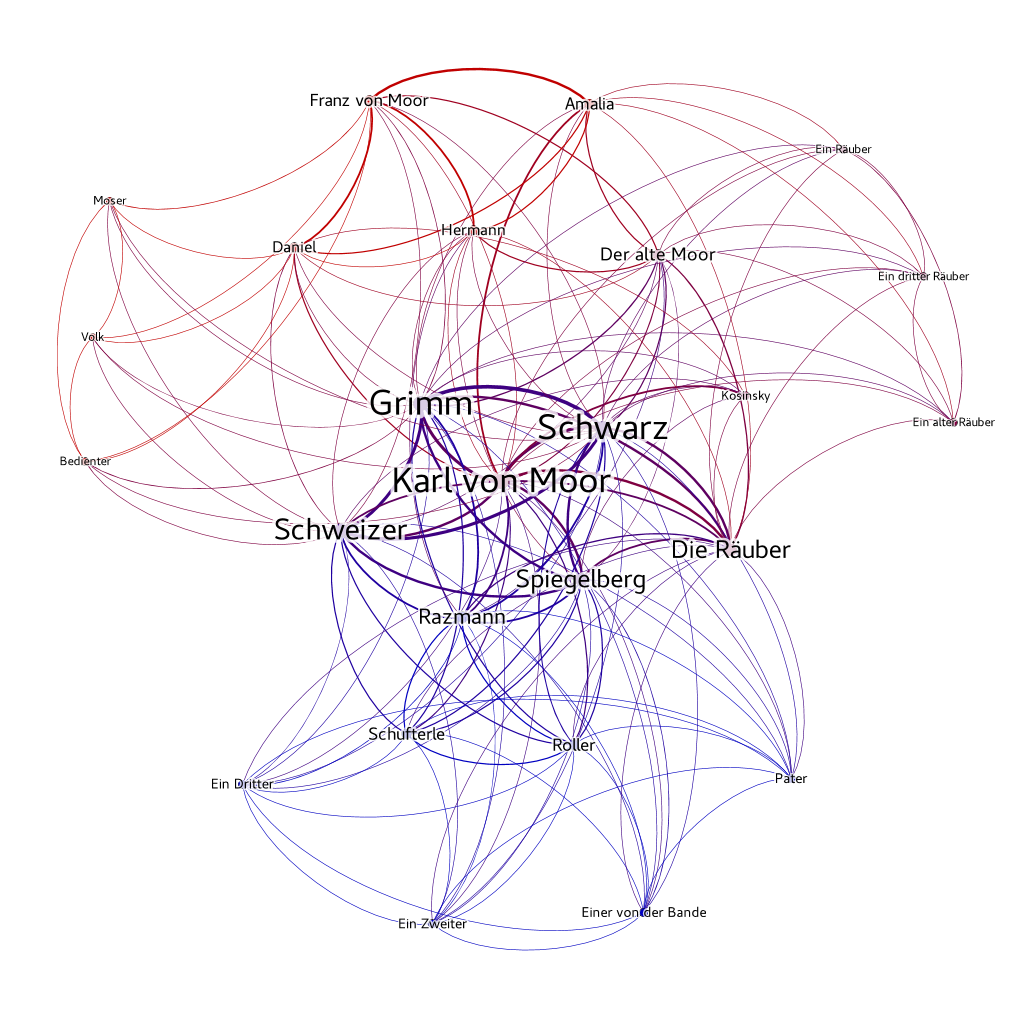 Franz von Moor
Amalia
Ein Räuber
Moser
Hermann
Daniel
Der alte Moor
Ein dritter Räuber
Volk
Kosinsky
Grimm
Ein alter Räuber
Schwarz
Bedienter
Karl von Moor
Schweizer
Die Räuber
Spiegelberg
Razmann
Schufterle
Roller
Pater
Ein Dritter
Einer von der Bande
Ein Zweiter